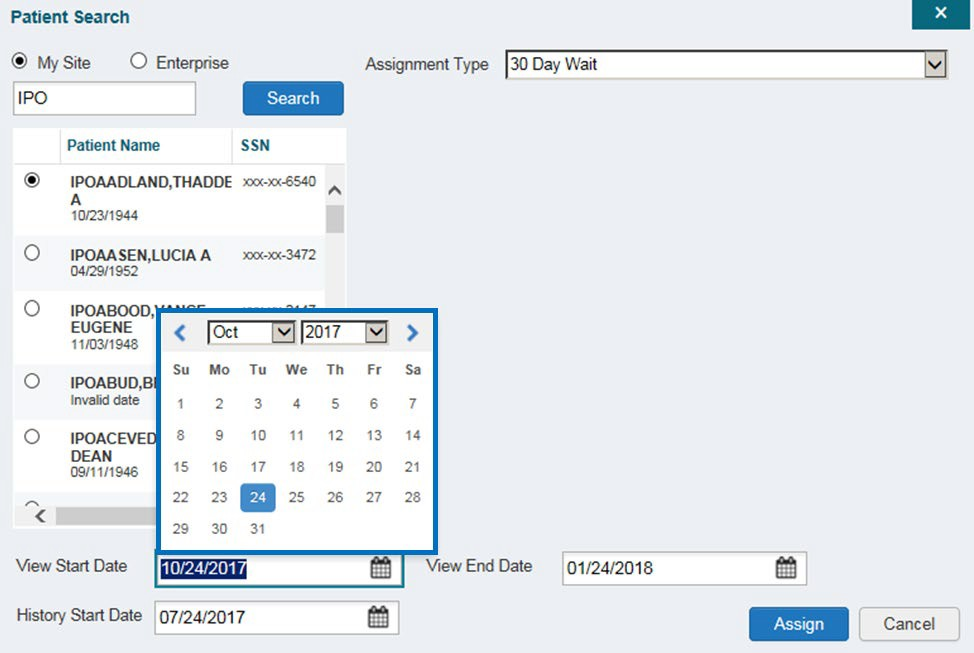 Patient Search
My Site
Enterprise
Assignment Type
30 Day Wait
IPO
Search
Patient Name SSN
IPOAADLAND,THADDE xxx-xx-6540
A
10/23/1944
IPOAASEN,LUCIA A xxx-xx-3472
04/29/1952
IPOABOOD,
EUGENE
11/03/1948
IPOABUD,
Invalid date
IPOACEVED
DEAN
09/11/1946
Oct 2017
Su Mo Tu We Th Fr Sa
1 2 3 4 5 6 7
8 9 10 11 12 13 14
15 16 17 18 19 20 21
22 23 24 25 26 27 28
29 30 31
View Start Date 10/24/2017 View End Date 01/24/2018
History Start Date 07/24/2017
Assign Cancel